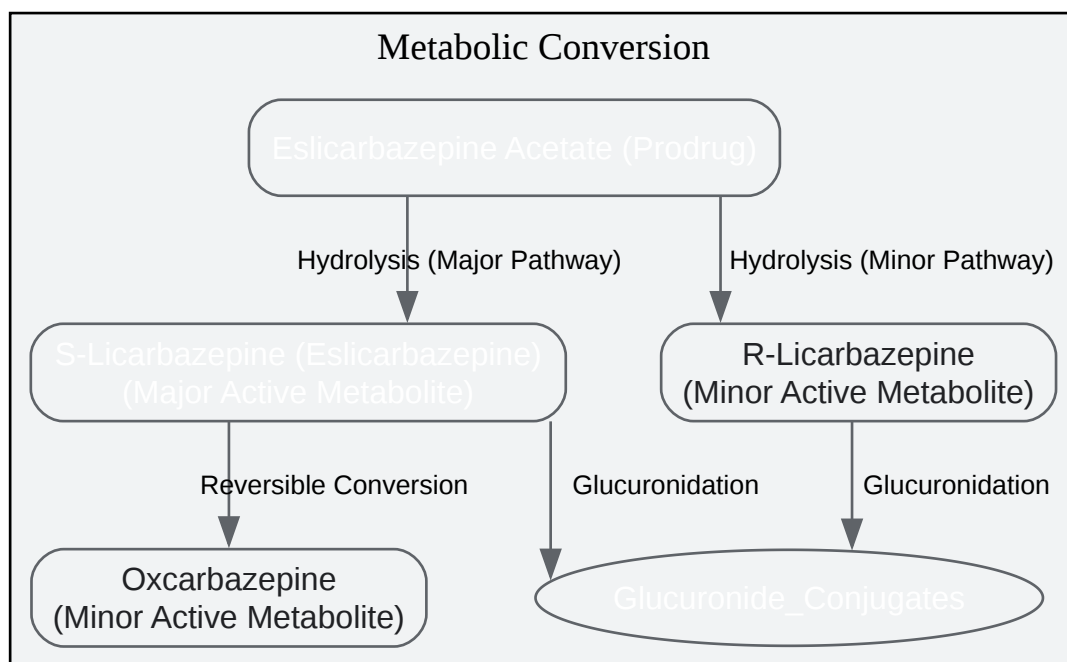 Metabolic Conversion
Eslicarbazepine Acetate (Prodrug)
Hydrolysis (Major Pathway)
Hydrolysis (Minor Pathway)
S-Licarbazepine (Eslicarbazepine)
(Major Active Metabolite)
R-Licarbazepine
(Minor Active Metabolite)
Reversible Conversion
Glucuronidation
Glucuronidation
Oxcarbazepine
(Minor Active Metabolite)
Glucuronide_Conjugates